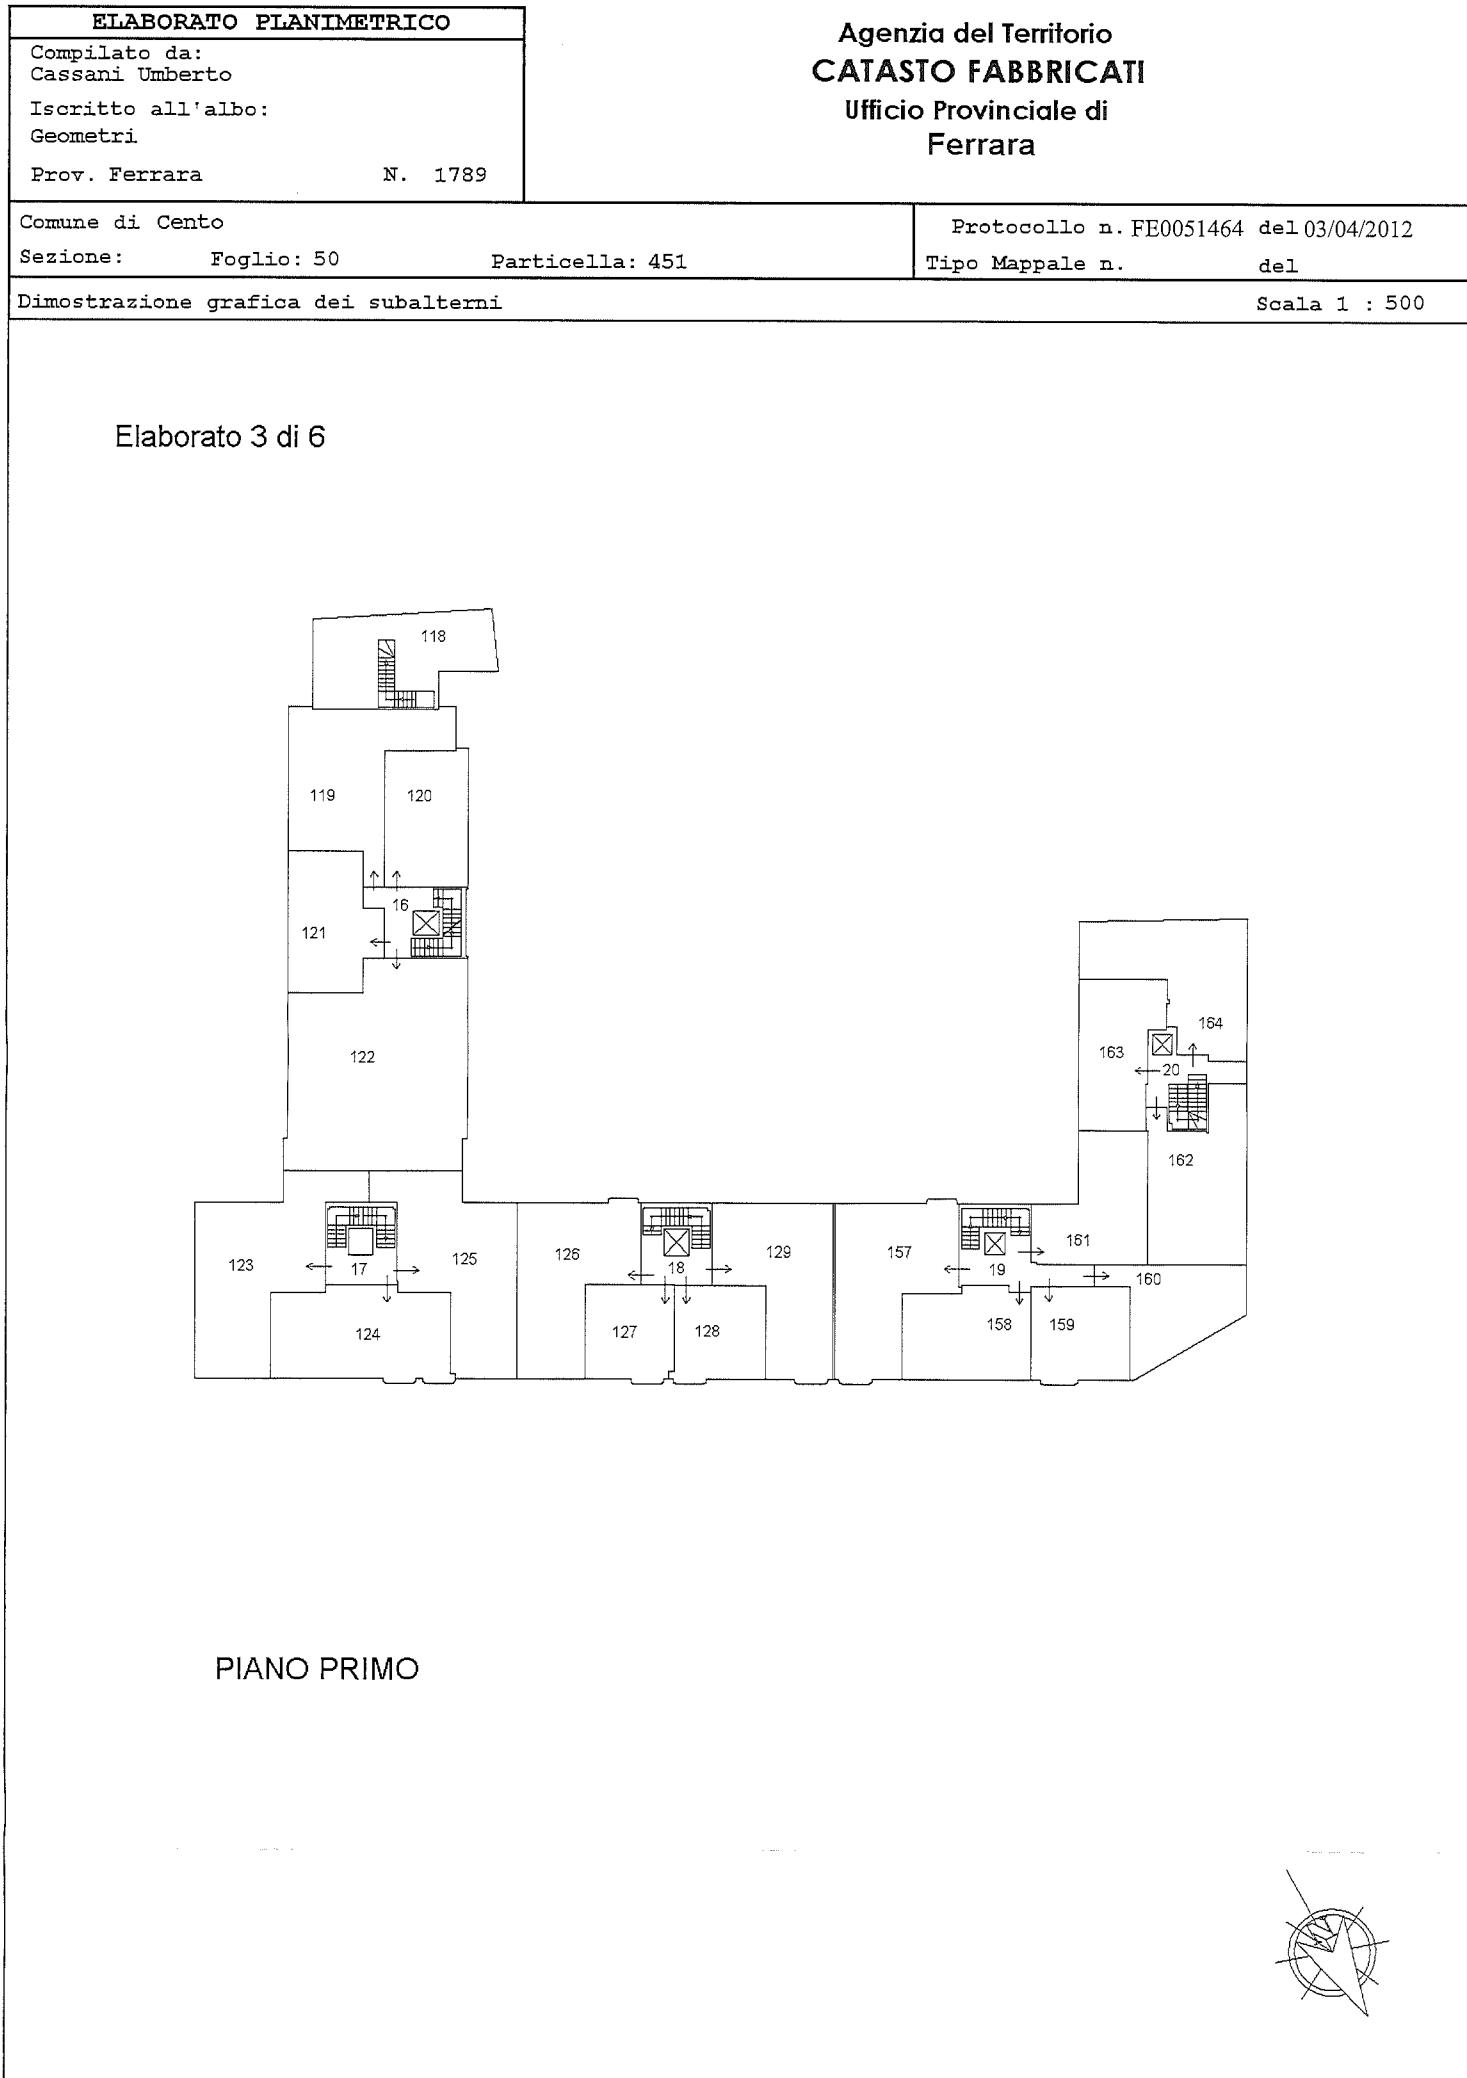 ELABORATO PLANIMETRICO
Compilato da:
Cassani Umberto
Iscritto all'albo:
Geometri
Prov. Ferrara N. 1789
Agenzia del Territorio
CATASTO FABBRICATI
Ufficio Provinciale di
Ferrara
Comune di Cento
Sezione: Foglio: 50 Particella: 451
Protocollo n. FE0051464 del 03/04/2012
Tipo Mappale n. del
Dimostrazione grafica dei subalterni Scala 1 : 500
Elaborato 3 di 6
118
119
120
16
121
122
164
163
20
162
123
17
125
126
18
129
157
19
161
160
124
127
128
158
159
PIANO PRIMO